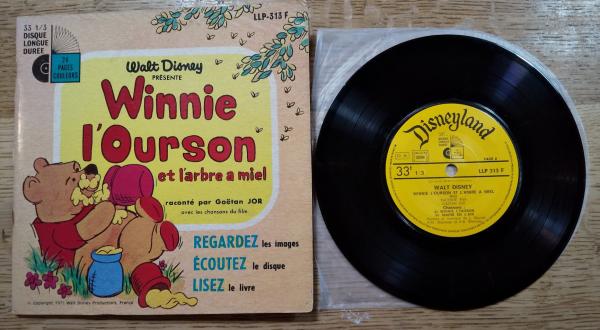 33 t/3
DISQUE
LONGUE
DURÉE
24
PAGES
COULEURS
LLP-313 F
Walt Disney
PRÉSENTE
Winnie
l'Ourson
et l'arbre a miel
raconté par Gaëtan JOR
avec les chansons du film
REGARDEZ les images
ÉCOUTEZ le disque
LISEZ le livre
© Copyright 1971 Walt Disney Productions, France
Disneyland
33' 1/3
LLP 313 F
WALT DISNEY
WINNIE L'OURSON ET L'ARBRE A MIEL